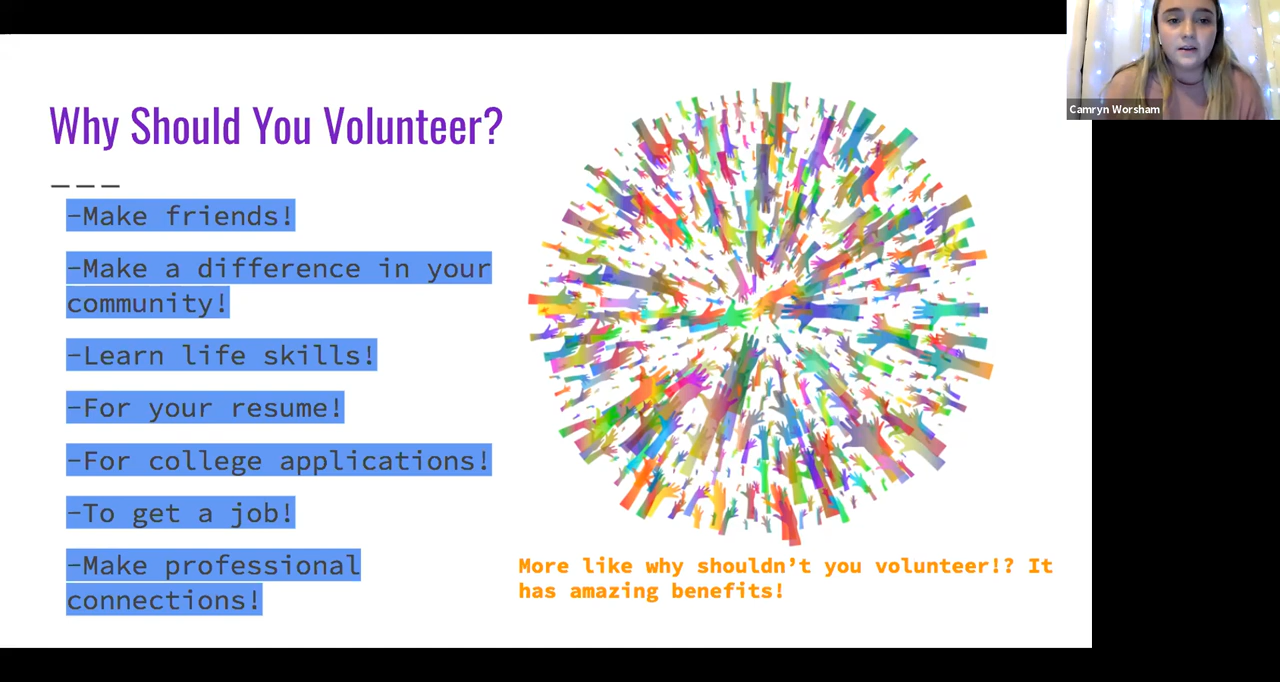 Why Should You Volunteer?
-Make friends!
-Make a difference in your
community!
-Learn life skills!
-For your resume!
-For college applications!
-To get a job!
-Make professional
connections!
More like why shouldn't you volunteer!? It
has amazing benefits!
Camryn Worsham